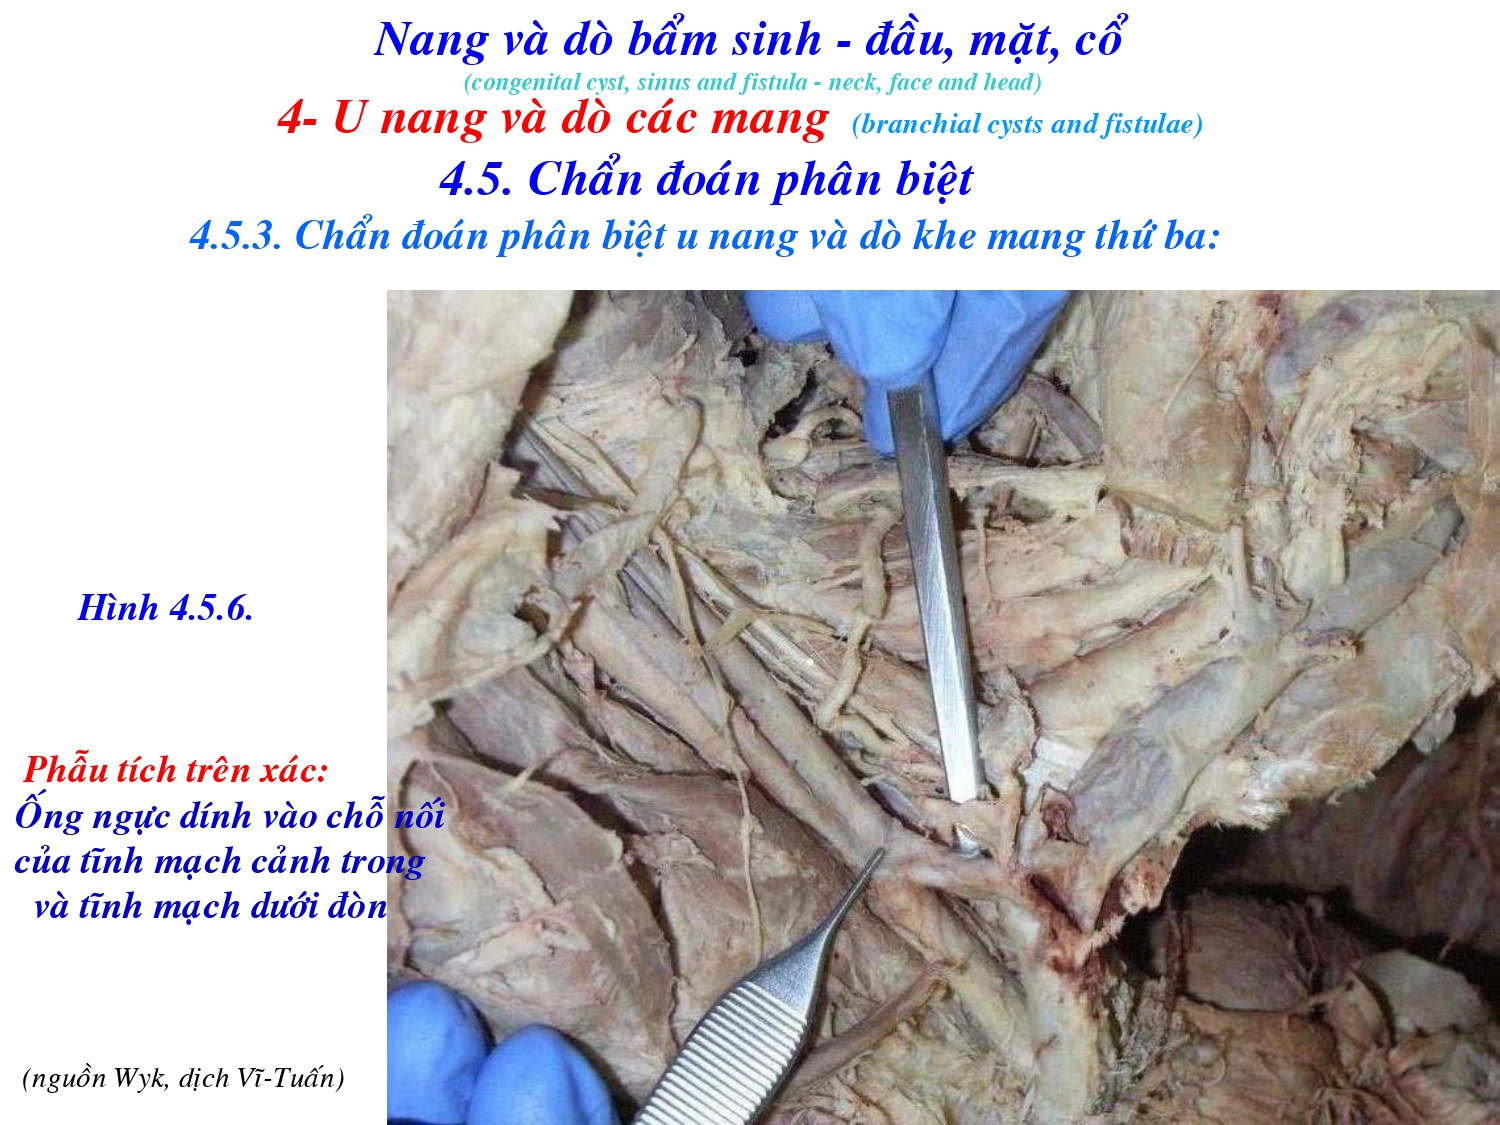 Nang và dò bẩm sinh - đầu, mặt, cổ
(congenital cyst, sinus and fistula - neck, face and head)
4- U nang và dò các mang (branchial cysts and fistulae)
4.5. Chẩn đoán phân biệt
4.5.3. Chẩn đoán phân biệt u nang và dò khe mang thứ ba:
Hình 4.5.6.
Phẫu tích trên xác:
Ống ngực dính vào chỗ nối
của tĩnh mạch cảnh trong
và tĩnh mạch dưới đòn
(nguồn Wyk, dịch Vĩ-Tuấn)